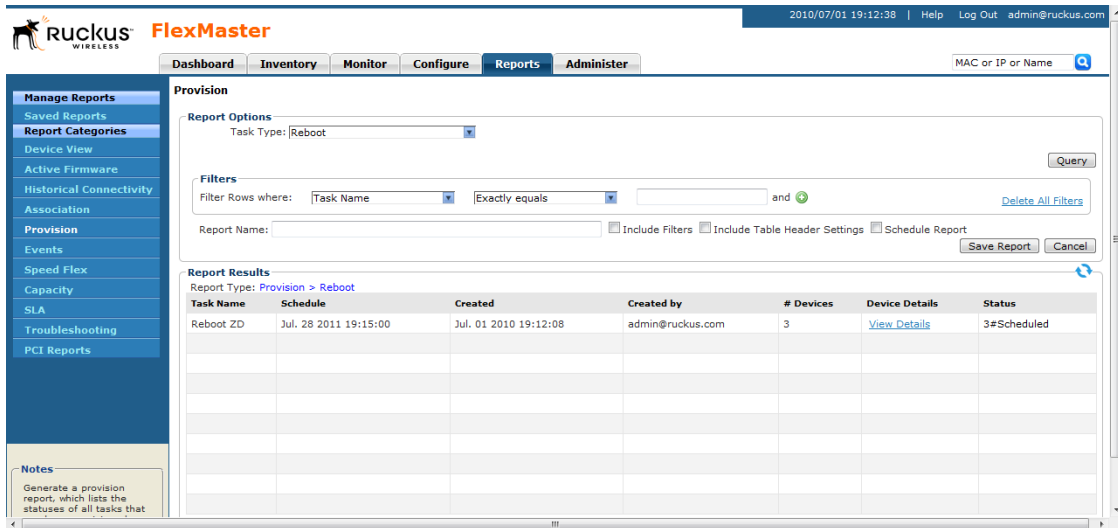 2010/07/01 19:12:38 | Help Log Out admin@ruckus.com
RUCKUS WIRELESS
FlexMaster
Dashboard Inventory Monitor Configure Reports Administer
MAC or IP or Name
Manage Reports
Saved Reports
Report Categories
Device View
Active Firmware
Historical Connectivity
Association
Provision
Events
Speed Flex
Capacity
SLA
Troubleshooting
PCI Reports
Notes
Generate a provision
report, which lists the
statuses of all tasks that
Provision
Report Options
Task Type: Reboot
Query
Filters
Filter Rows where: Task Name Exactly equals and
Delete All Filters
Report Name: Include Filters Include Table Header Settings Schedule Report
Save Report Cancel
Report Results
Report Type: Provision > Reboot
Task Name Schedule Created Created by # Devices Device Details Status
Reboot ZD Jul. 28 2011 19:15:00 Jul. 01 2010 19:12:08 admin@ruckus.com 3 View Details 3#Scheduled